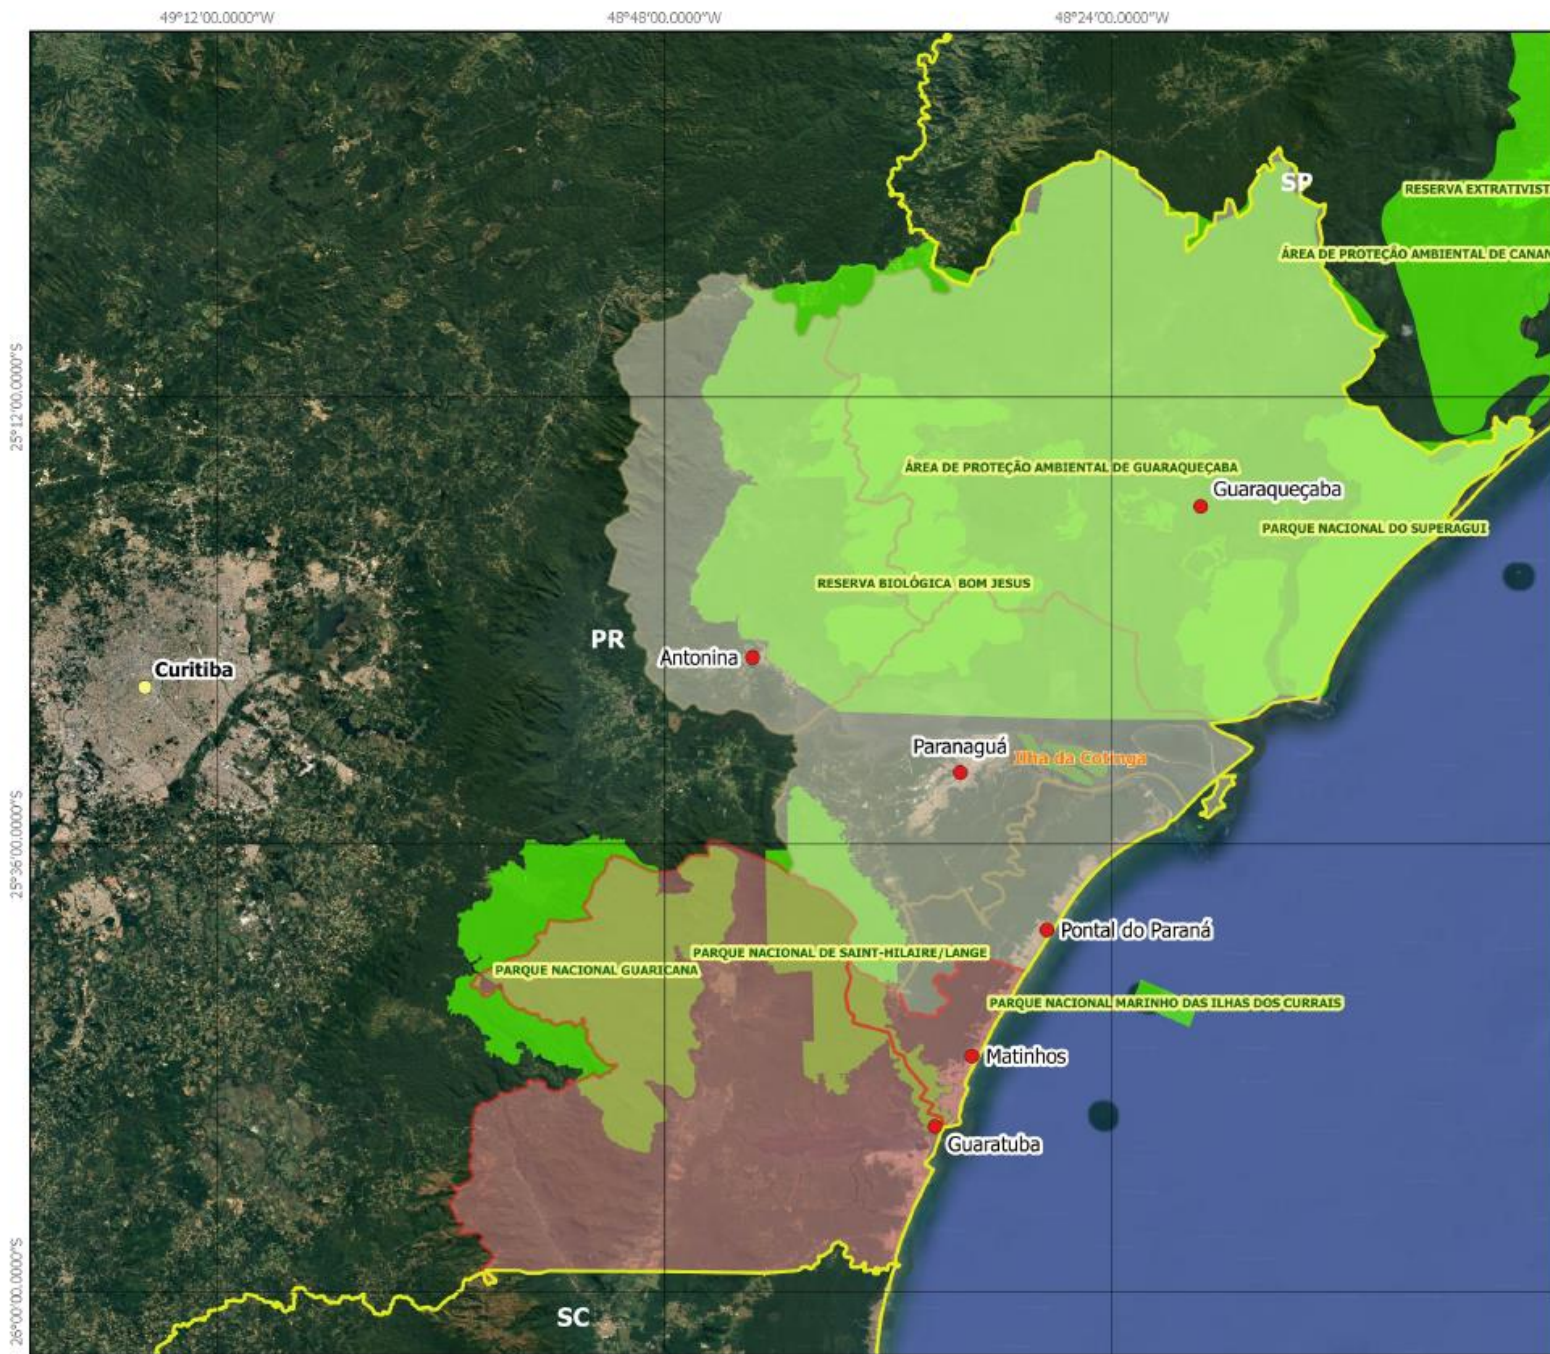 49°12'00.0000"W
48°48'00.0000"W
48°24'00.0000"W
SP
RESERVA EXTRATIVIST
ÁREA DE PROTEÇÃO AMBIENTAL DE CANAN
25°12'00.0000"S
ÁREA DE PROTEÇÃO AMBIENTAL DE GUARAQUEÇABA
Guaraqueçaba
PARQUE NACIONAL DO SUPERAGUI
RESERVA BIOLÓGICA BOM JESUS
PR
Antonina
Curitiba
Paranaguá
Ilha da Cotinga
25°36'00.0000"S
Pontal do Paraná
PARQUE NACIONAL DE SAINT-HILAIRE/LANGE
PARQUE NACIONAL GUARICANA
PARQUE NACIONAL MARINHO DAS ILHAS DOS CURRAIS
Matinhos
Guaratuba
26°00'00.0000"S
SC